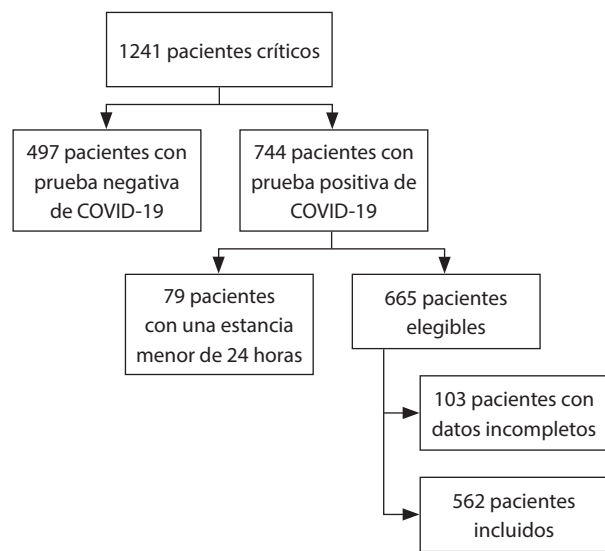 1241 pacientes críticos
497 pacientes con
prueba negativa
de COVID-19
744 pacientes con
prueba positiva de
COVID-19
79 pacientes
con una estancia
menor de 24 horas
665 pacientes
elegibles
103 pacientes con
datos incompletos
562 pacientes
incluidos